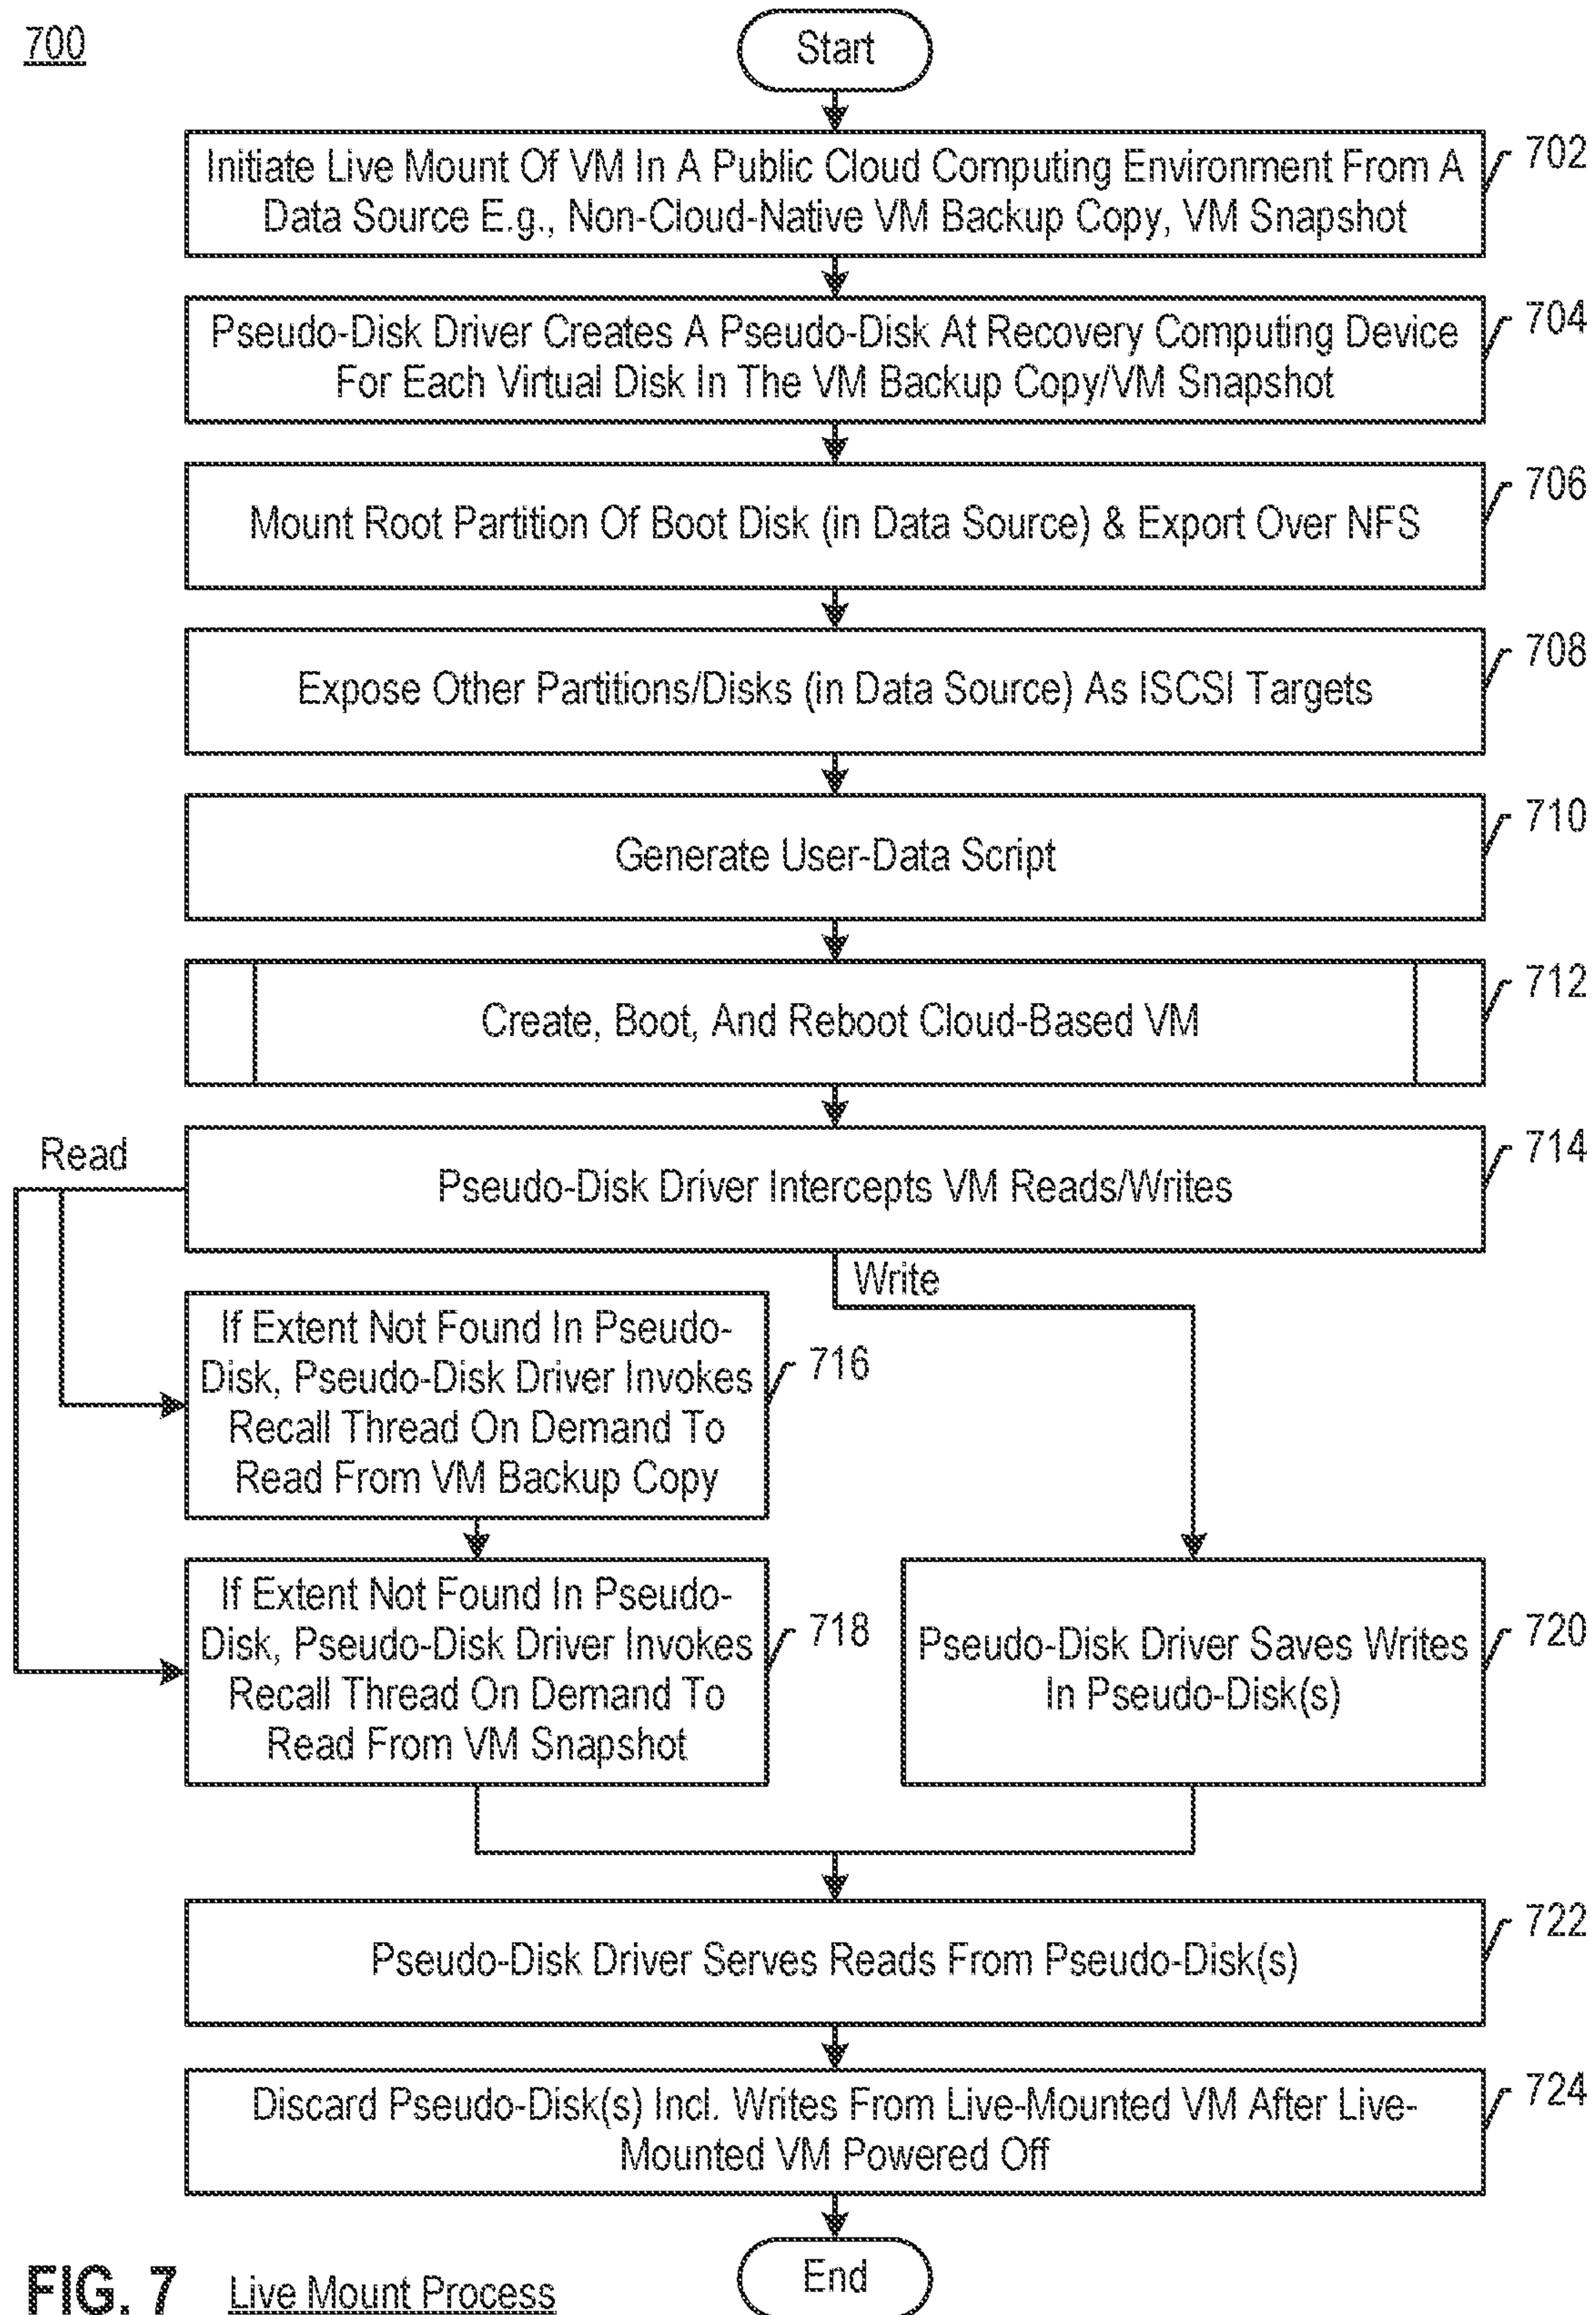 700
Start
Initiate Live Mount Of VM In A Public Cloud Computing Environment From A
Data Source E.g., Non-Cloud-Native VM Backup Copy, VM Snapshot
702
Pseudo-Disk Driver Creates A Pseudo-Disk At Recovery Computing Device
For Each Virtual Disk In The VM Backup Copy/VM Snapshot
704
Mount Root Partition Of Boot Disk (in Data Source) & Export Over NFS
706
Expose Other Partitions/Disks (in Data Source) As ISCSI Targets
708
Generate User-Data Script
710
Create, Boot, And Reboot Cloud-Based VM
712
Pseudo-Disk Driver Intercepts VM Reads/Writes
714
Read
Write
If Extent Not Found In Pseudo-
Disk, Pseudo-Disk Driver Invokes
Recall Thread On Demand To
Read From VM Backup Copy
716
If Extent Not Found In Pseudo-
Disk, Pseudo-Disk Driver Invokes
Recall Thread On Demand To
Read From VM Snapshot
718
Pseudo-Disk Driver Saves Writes
In Pseudo-Disk(s)
720
Pseudo-Disk Driver Serves Reads From Pseudo-Disk(s)
722
Discard Pseudo-Disk(s) Incl. Writes From Live-Mounted VM After Live-
Mounted VM Powered Off
724
End
FIG. 7 Live Mount Process